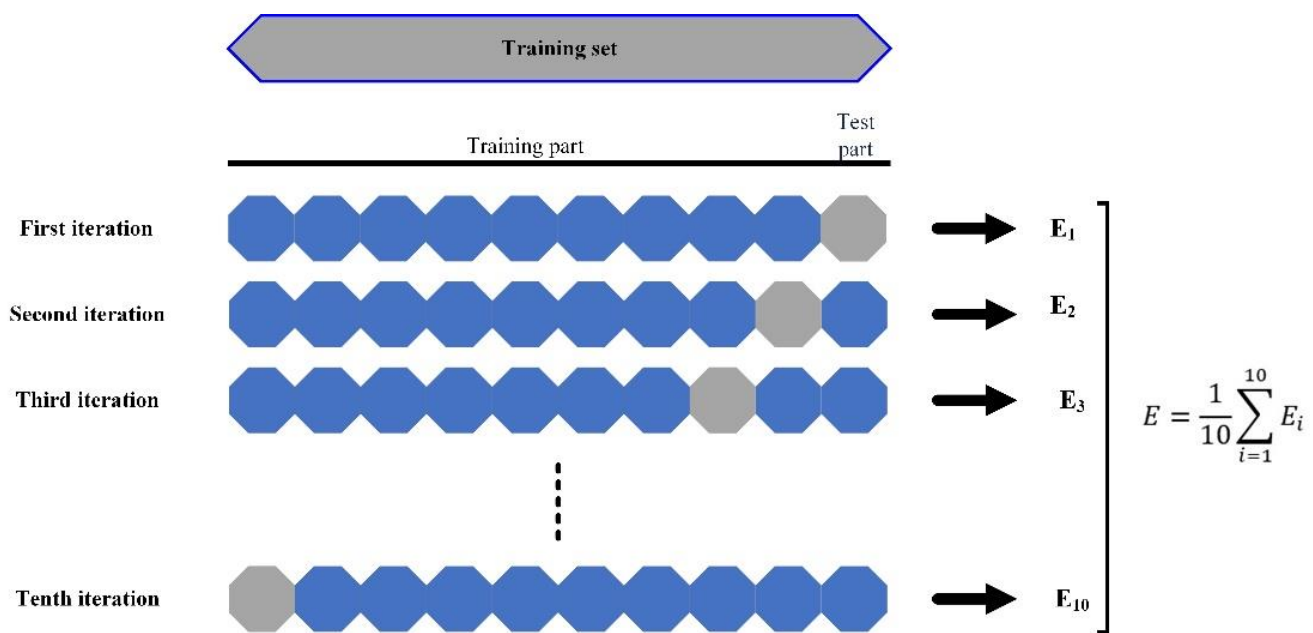 Training set
Training part
Test
part
First iteration
E₁
Second iteration
E₂
Third iteration
E₃
E = 1/10 ∑_{i=1}^{10} E_i
Tenth iteration
E₁₀